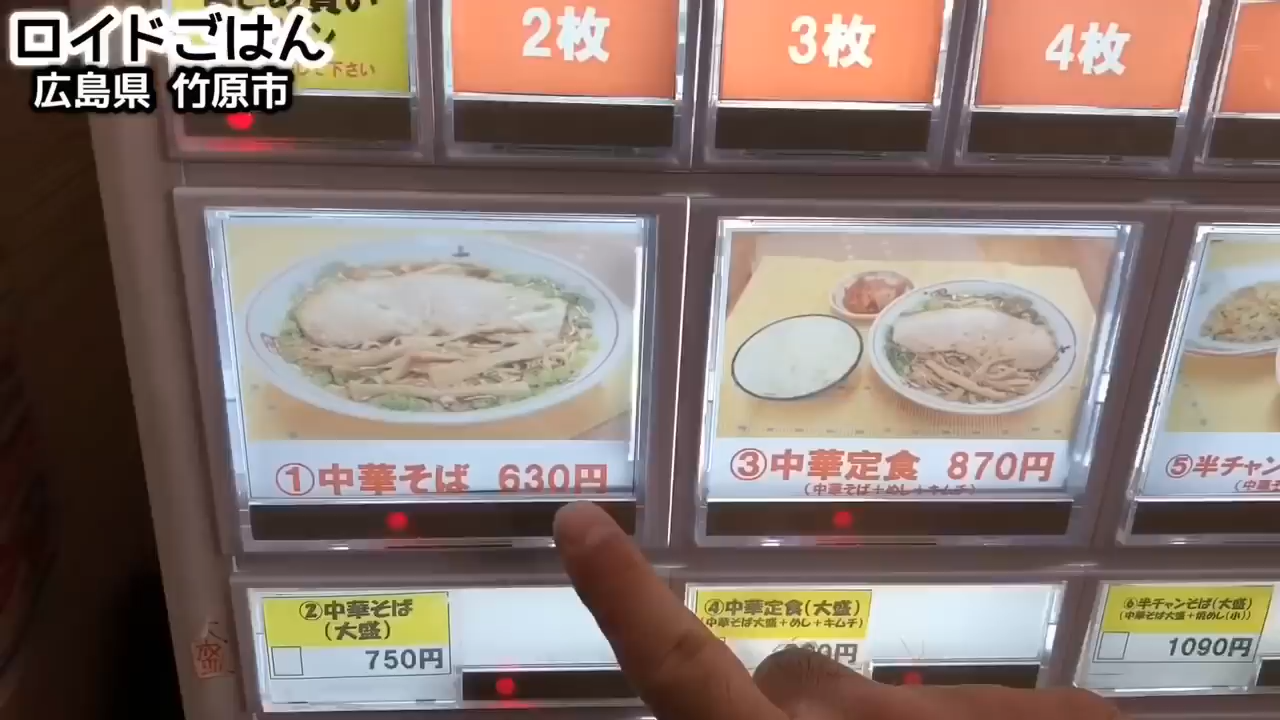 ロイドごはん
広島県 竹原市
2枚
3枚
4枚
下さい
①中華そば 630円
③中華定食 870円
(中華そば+めし+キムチ)
⑤半チャン
②中華そば
(大盛)
750円
④中華定食(大盛)
(中華そば大盛+めし+キムチ)
円
⑥半チャンそば(大盛)
(中華そば大盛+焼めし(小))
1090円